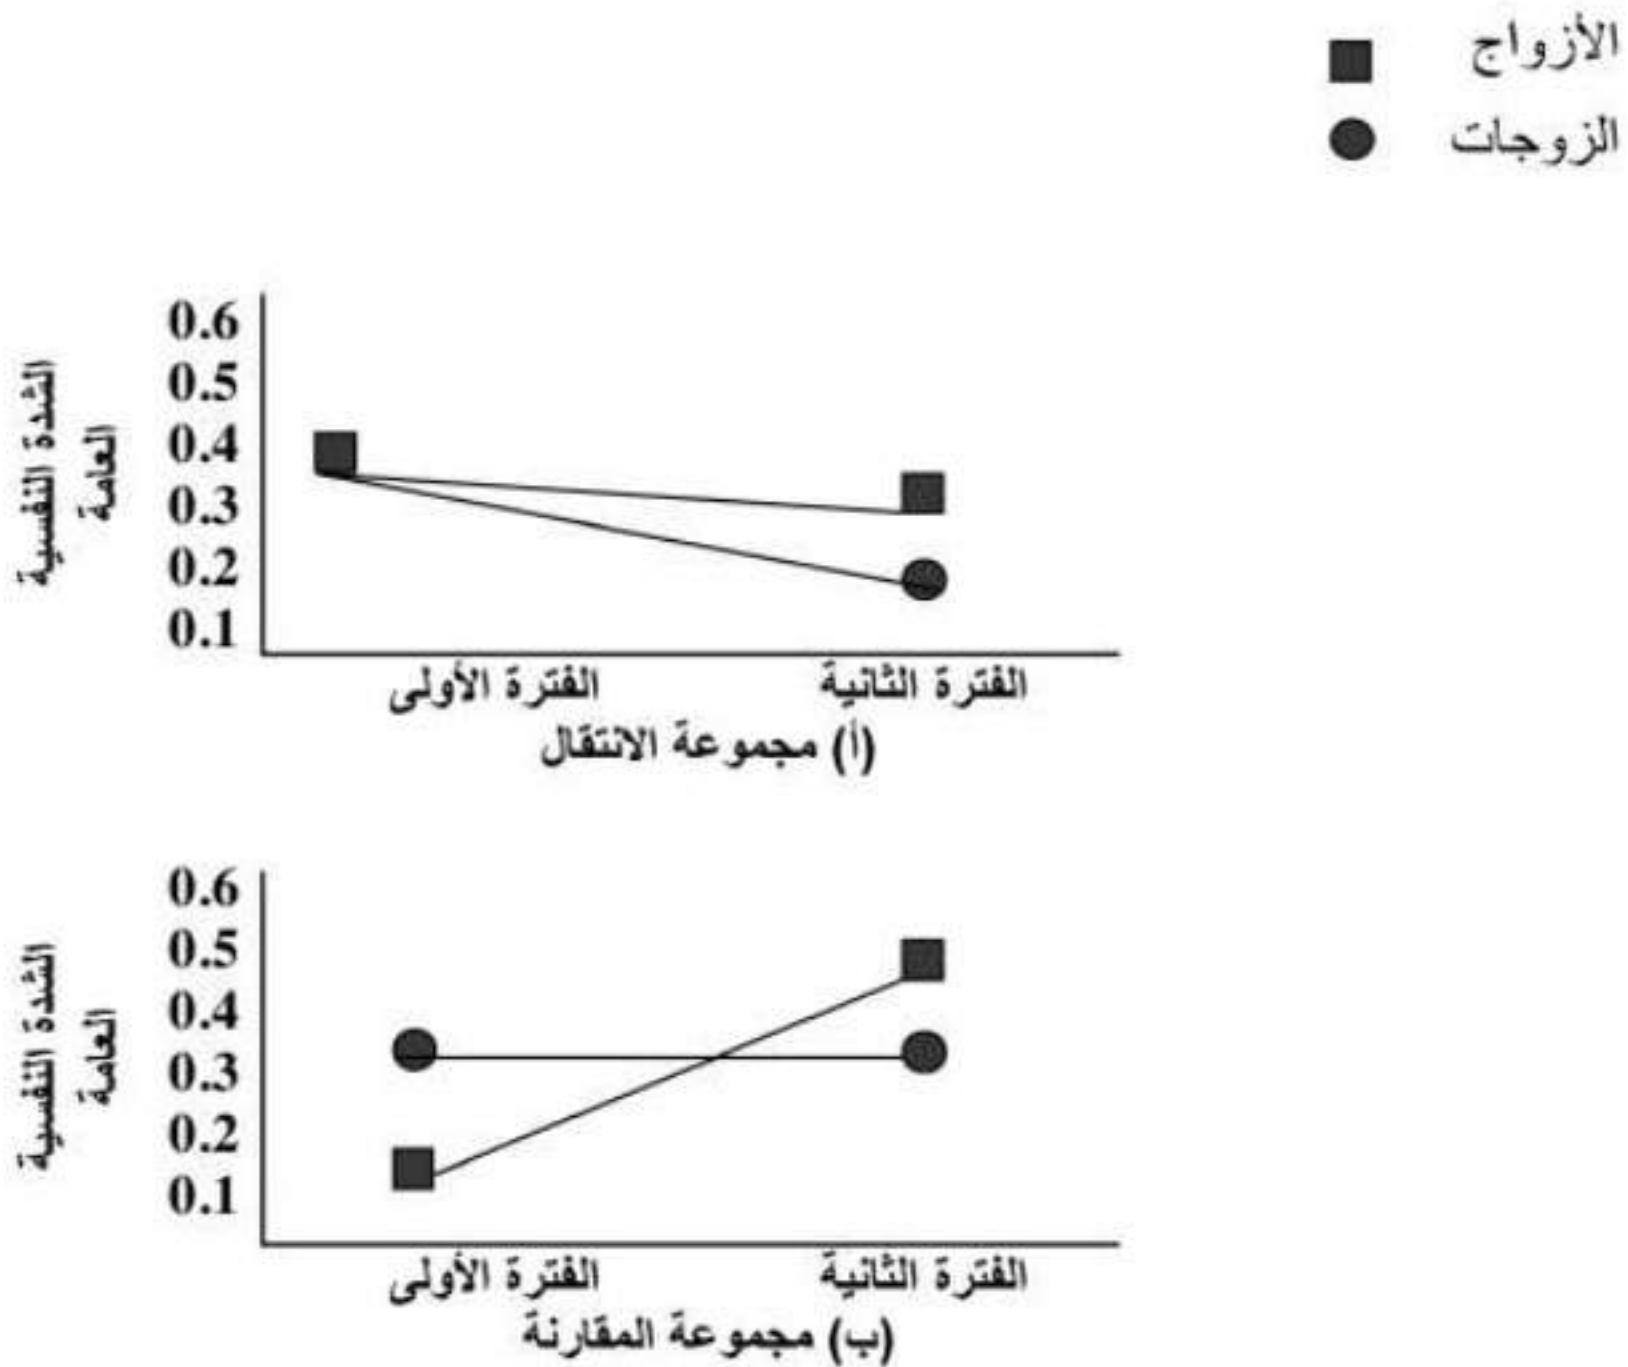 الأزواج
الزوجات
الشدة النفسية
العامة
0.6
0.5
0.4
0.3
0.2
0.1
الفترة الأولى الفترة الثانية
(أ) مجموعة الانتقال
الشدة النفسية
العامة
0.6
0.5
0.4
0.3
0.2
0.1
الفترة الأولى الفترة الثانية
(ب) مجموعة المقارنة